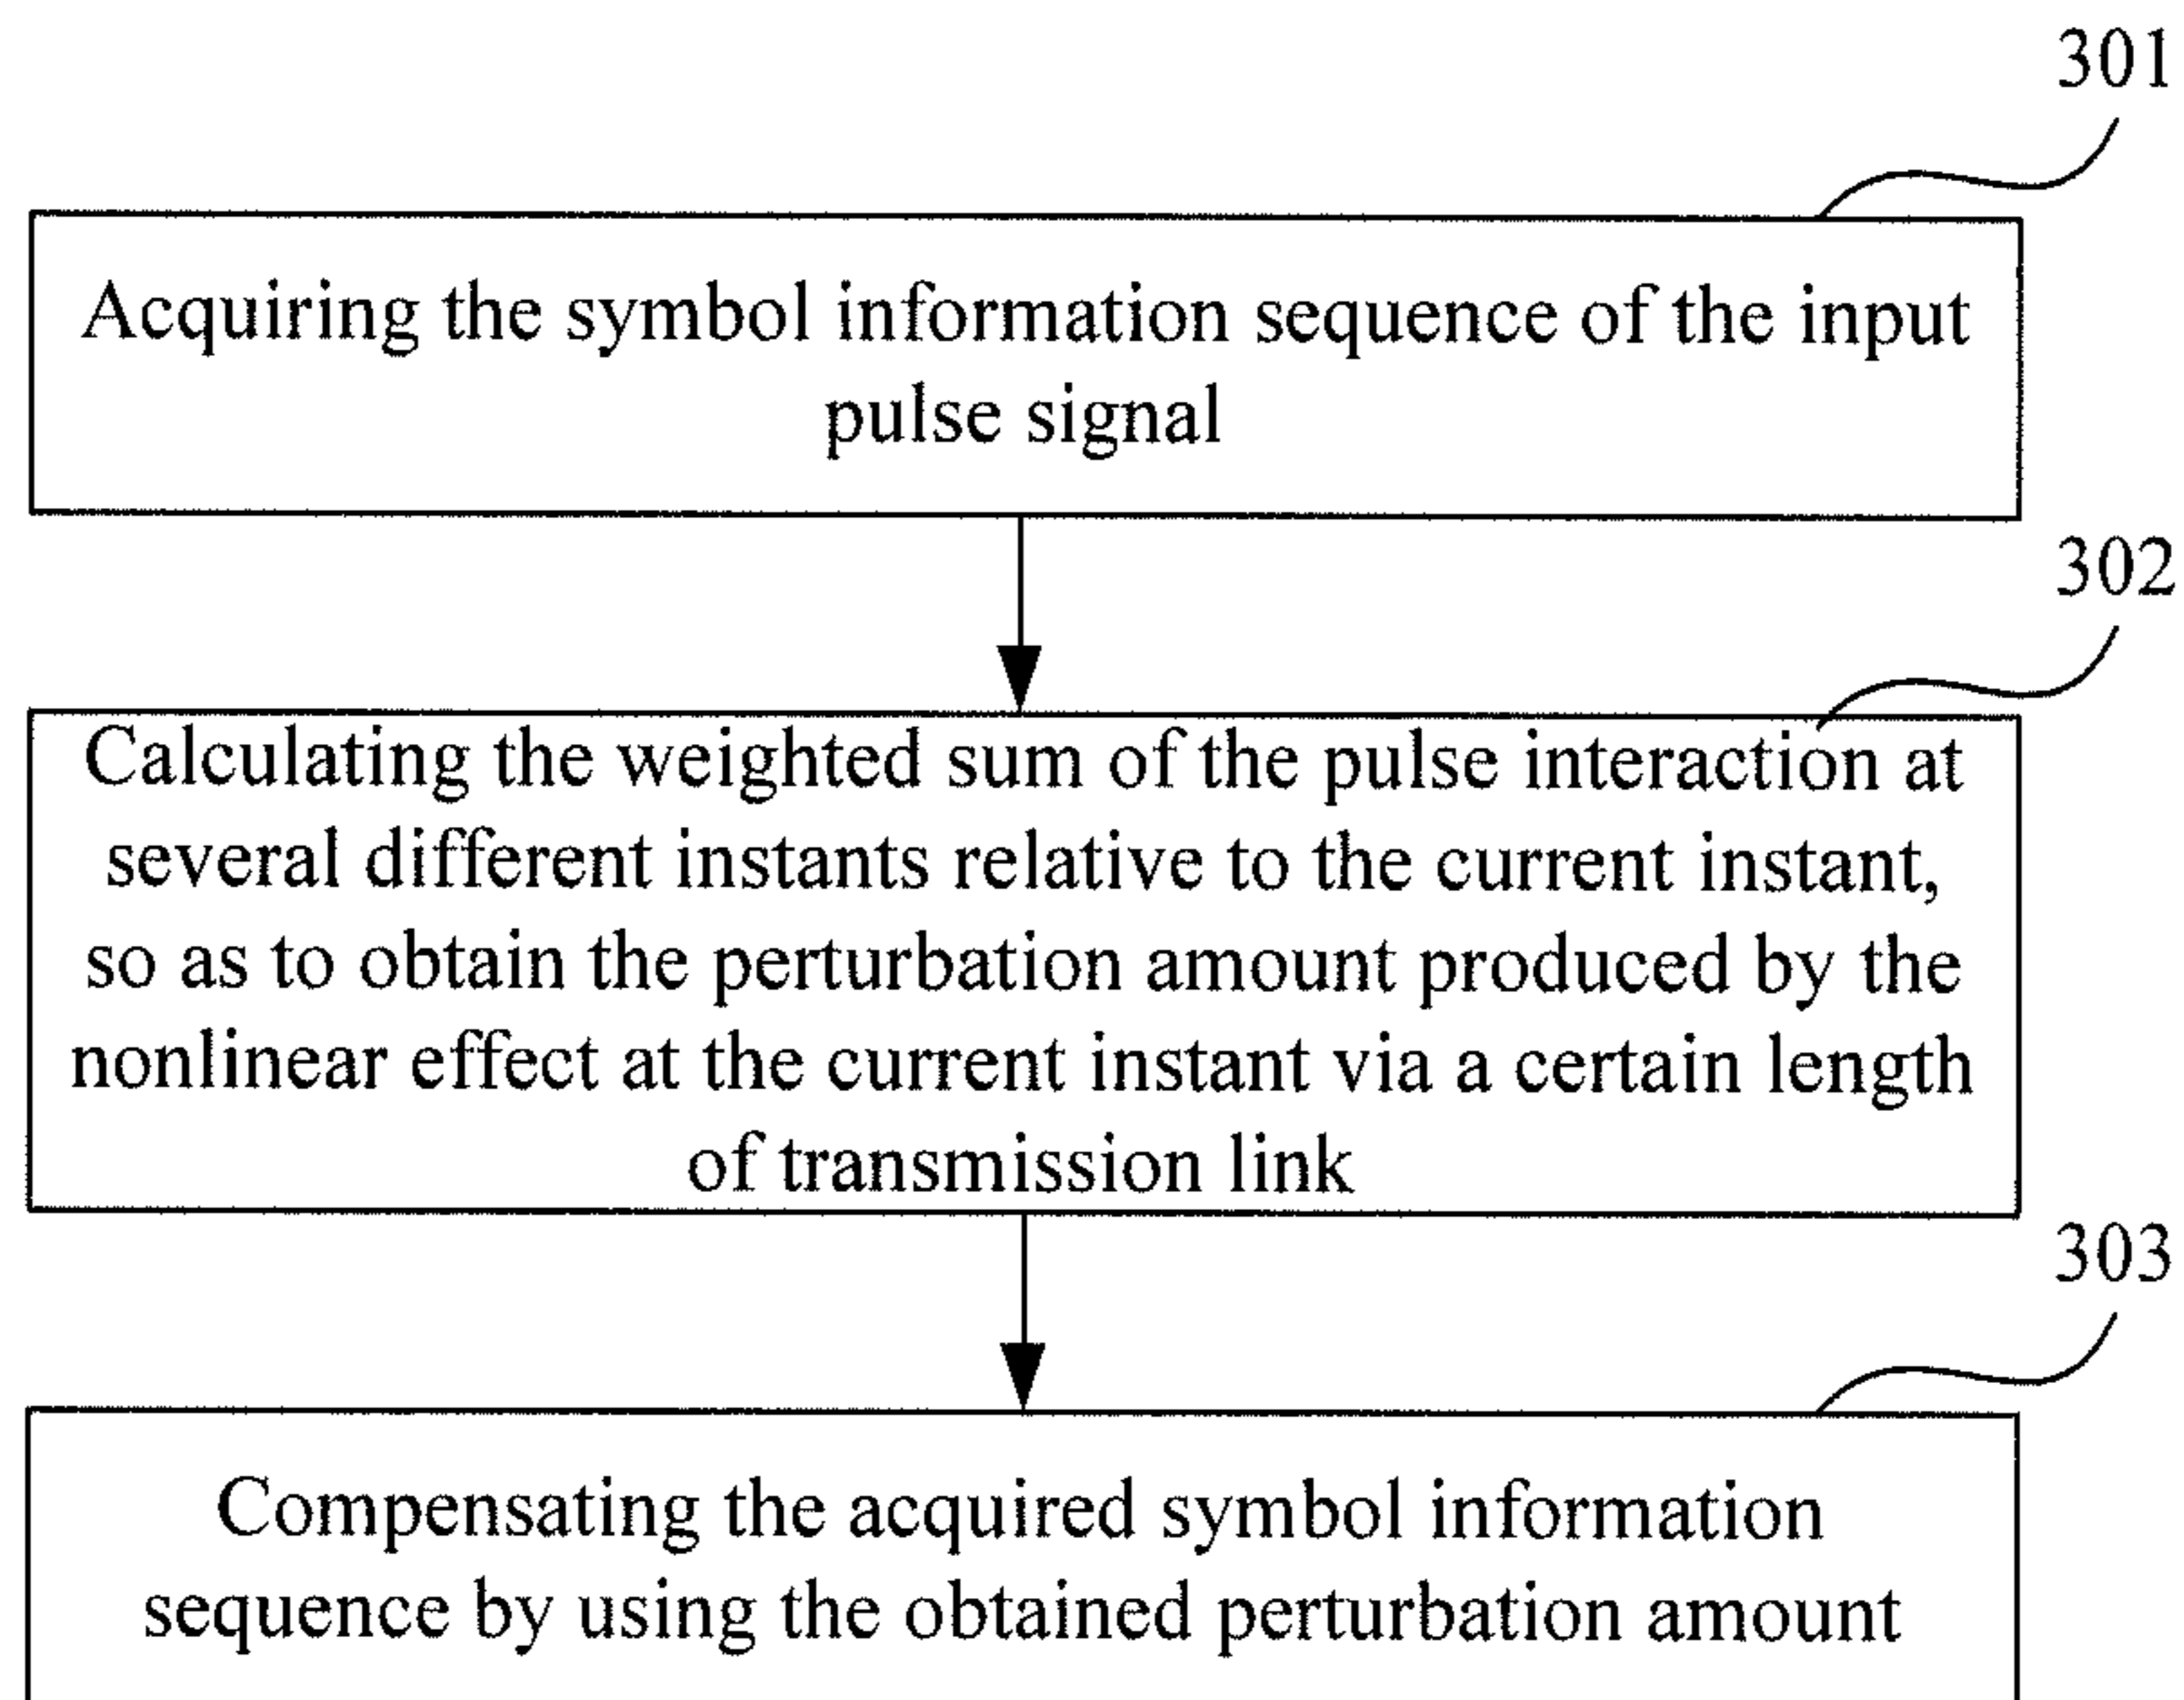 301
Acquiring the symbol information sequence of the input
pulse signal
302
Calculating the weighted sum of the pulse interaction at
several different instants relative to the current instant,
so as to obtain the perturbation amount produced by the
nonlinear effect at the current instant via a certain length
of transmission link
303
Compensating the acquired symbol information
sequence by using the obtained perturbation amount